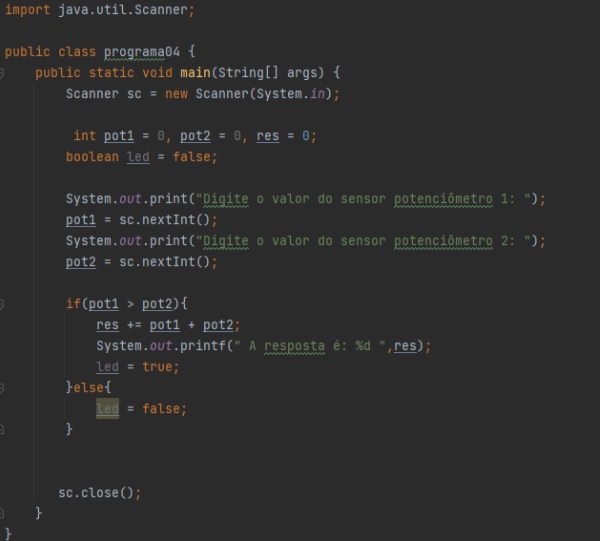 import java.util.Scanner;
public class programa04 {
public static void main(String[] args) {
Scanner sc = new Scanner(System.in);
int pot1 = 0, pot2 = 0, res = 0;
boolean led = false;
System.out.print("Digite o valor do sensor potenciômetro 1: ");
pot1 = sc.nextInt();
System.out.print("Digite o valor do sensor potenciômetro 2: ");
pot2 = sc.nextInt();
if(pot1 > pot2){
res += pot1 + pot2;
System.out.printf(" A resposta é: %d ",res);
led = true;
}else{
led = false;
}
sc.close();
}
}